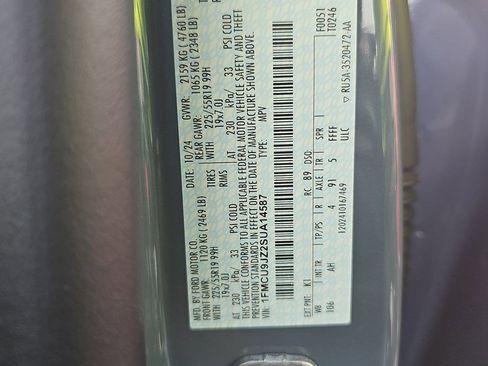 MFD. BY FORD MOTOR CO.
DATE: 10/24 GVWR: 2159 KG ( 4760 LB)
FRONT GAWR: 1120 KG (2469 LB) REAR GAWR: 1065 KG ( 2348 LB)
WITH 225/55R19 99H TIRES WITH 225/55R19 99H
19x7.0J RIMS 19x7.0J
AT 230 kPa/ 33 PSI COLD AT 230 kPa/ 33 PSI COLD
THIS VEHICLE CONFORMS TO ALL APPLICABLE FEDERAL MOTOR VEHICLE SAFETY AND THEFT
PREVENTION STANDARDS IN EFFECT ON THE DATE OF MANUFACTURE SHOWN ABOVE.
VIN: 1FMCU9JZ2SUA14587 MPV
F0051
T0246
EXT PNT: K1 RC: 89 DSO:
WB INT TR TP/PS R AXLE TR SPR
106 AH 4 91 5 FFFF
1202410167469 ULC
▽ RU5A-3520472-AA